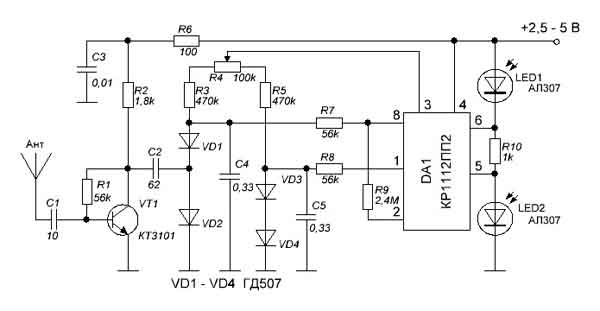 +2,5 - 5 В
R6
100
C3
0,01
R2
1,8k
R4
100k
R3
470k
R5
470k
R7
56k
8
3
4
DA1
КР1112ПП2
6
5
1
2
LED1
АЛ307
R10
1k
LED2
АЛ307
Ант
C1
10
R1
56k
C2
62
VT1
КТ3101
VD1
VD2
C4
0,33
VD3
VD4
R8
56k
C5
0,33
R9
2,4M
VD1 - VD4 ГД507